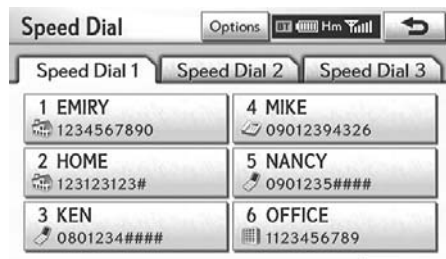 Speed Dial Options BT Hm
Speed Dial 1 Speed Dial 2 Speed Dial 3
1 EMIRY
1234567890
2 HOME
123123123#
3 KEN
0801234####
4 MIKE
09012394326
5 NANCY
0901235####
6 OFFICE
1123456789